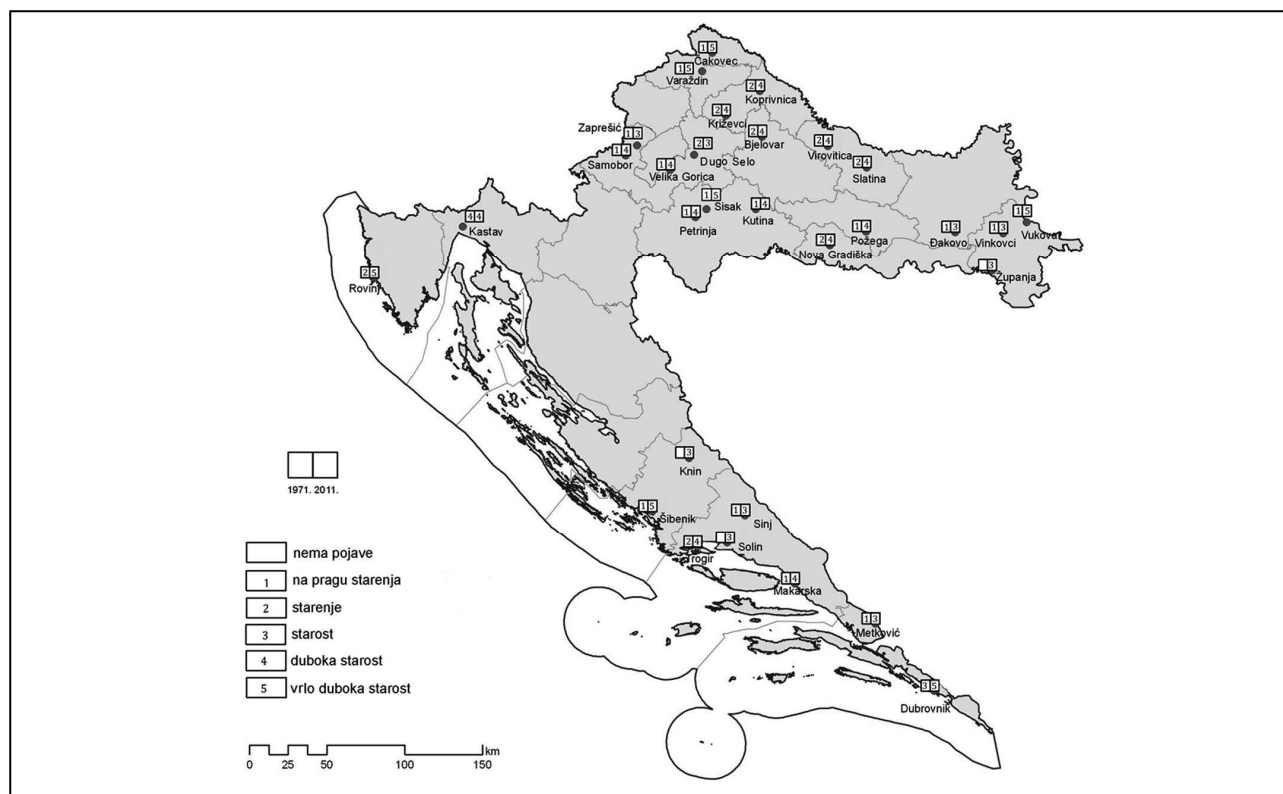 1 5
Čakovec
1 5
Varaždin
2 4
Koprivnica
2 4
Križevci
2 4
Bjelovar
Zaprešić
1 3
1 4
Samobor
2 3
Dugo Selo
1 4
Velika Gorica
2 4
Virovitica
2 4
Slatina
1 5
Sisak
1 4
Petrinja
1 4
Kutina
4 4
Kastav
2 5
Rovinj
2 4
Nova Gradiška
1 4
Požega
1 3
Đakovo
1 3
Vinkovci
1 5
Vukovar
3
Županja
3
Knin
1971. 2011.
1 5
Šibenik
1 3
Sinj
3
Solin
2 4
Trogir
1 4
Makarska
1 3
Metković
3 5
Dubrovnik
nema pojave
1 na pragu starenja
2 starenje
3 starost
4 duboka starost
5 vrlo duboka starost
km
0 25 50 100 150